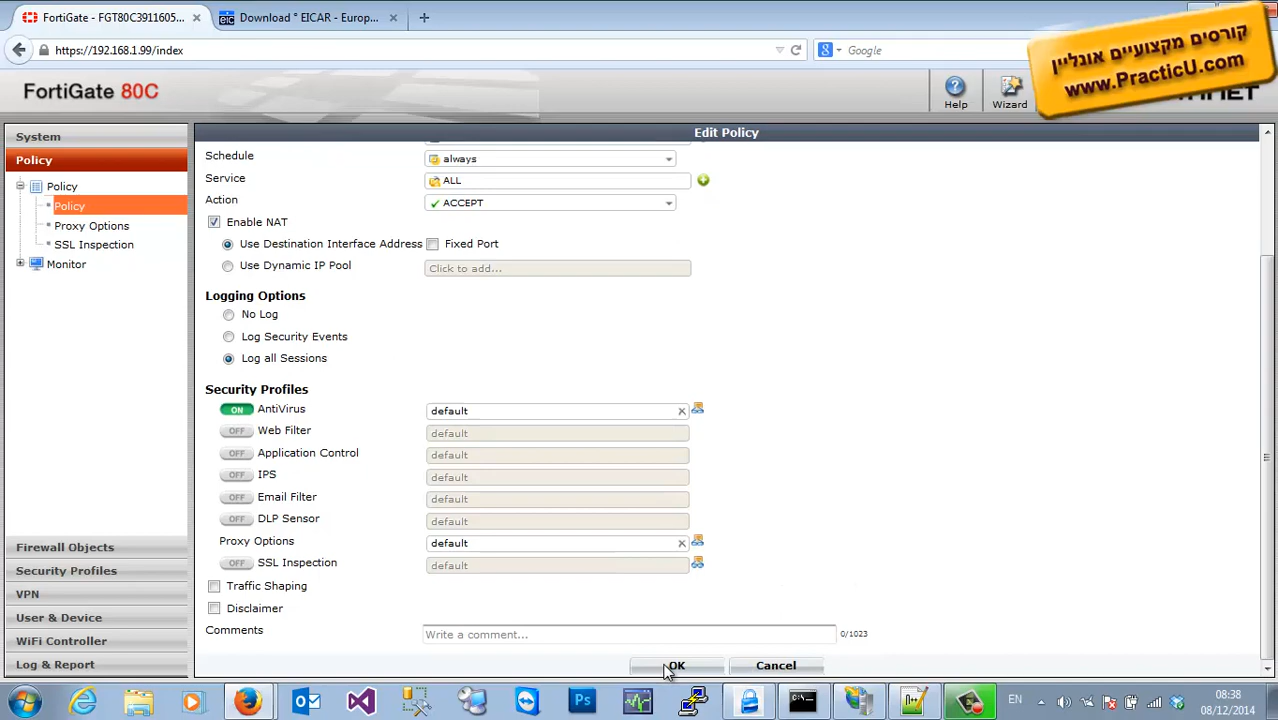 FortiGate - FGT80C3911605...
Download ° EICAR - Europ...
https://192.168.1.99/index
Google
קורסים מקצועיים אונליין
www.PracticU.com
FortiGate 80C
Help
Wizard
System
Policy
Policy
Policy
Proxy Options
SSL Inspection
Monitor
Firewall Objects
Security Profiles
VPN
User & Device
WiFi Controller
Log & Report
Edit Policy
Schedule
always
Service
ALL
Action
ACCEPT
Enable NAT
Use Destination Interface Address
Fixed Port
Use Dynamic IP Pool
Click to add...
Logging Options
No Log
Log Security Events
Log all Sessions
Security Profiles
ON AntiVirus default
OFF Web Filter default
OFF Application Control default
OFF IPS default
OFF Email Filter default
OFF DLP Sensor default
Proxy Options default
OFF SSL Inspection default
Traffic Shaping
Disclaimer
Comments
Write a comment...
0/1023
OK
Cancel
EN
08:38
08/12/2014